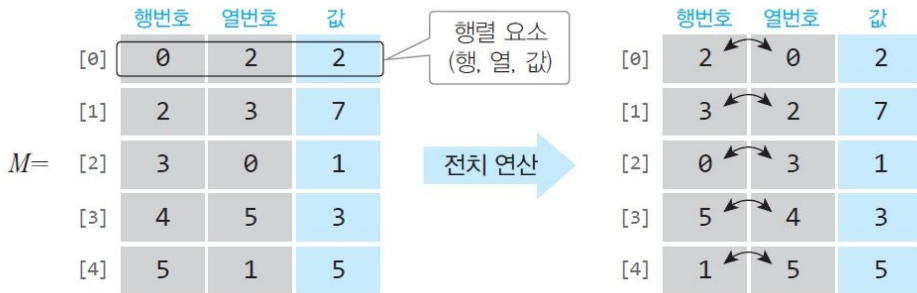 행번호 열번호 값 행번호 열번호 값
행렬 요소
(행, 열, 값)
[0] 0 2 2 [0] 2 0 2
[1] 2 3 7 [1] 3 2 7
M= [2] 3 0 1 전치 연산 [2] 0 3 1
[3] 4 5 3 [3] 5 4 3
[4] 5 1 5 [4] 1 5 5